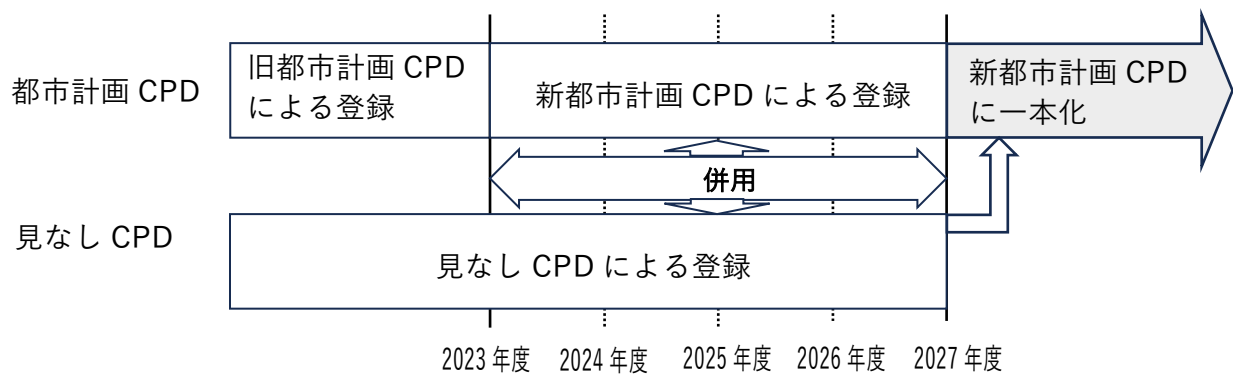 都市計画 CPD
旧都市計画 CPD
による登録
新都市計画 CPD による登録
新都市計画 CPD
に一本化
併用
見なし CPD
見なし CPD による登録
2023 年度
2024 年度
2025 年度
2026 年度
2027 年度